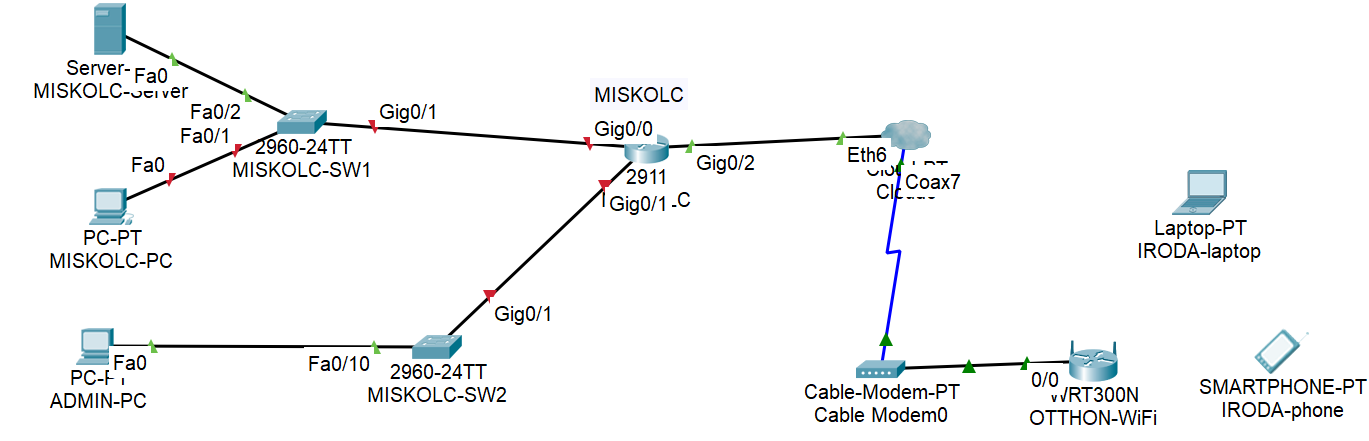 Server-
Fa0
MISKOLC-Server
Fa0/2
Fa0/1
Fa0
2960-24TT
MISKOLC-SW1
Gig0/1
PC-PT
MISKOLC-PC
MISKOLC
Gig0/0
Gig0/2
2911
Gig0/1
Eth6
Coax7
Laptop-PT
IRODA-laptop
Gig0/1
Fa0
ADMIN-PC
Fa0/10
2960-24TT
MISKOLC-SW2
Cable-Modem-PT
Cable Modem0
0/0
WRT300N
OTTHON-WiFi
SMARTPHONE-PT
IRODA-phone